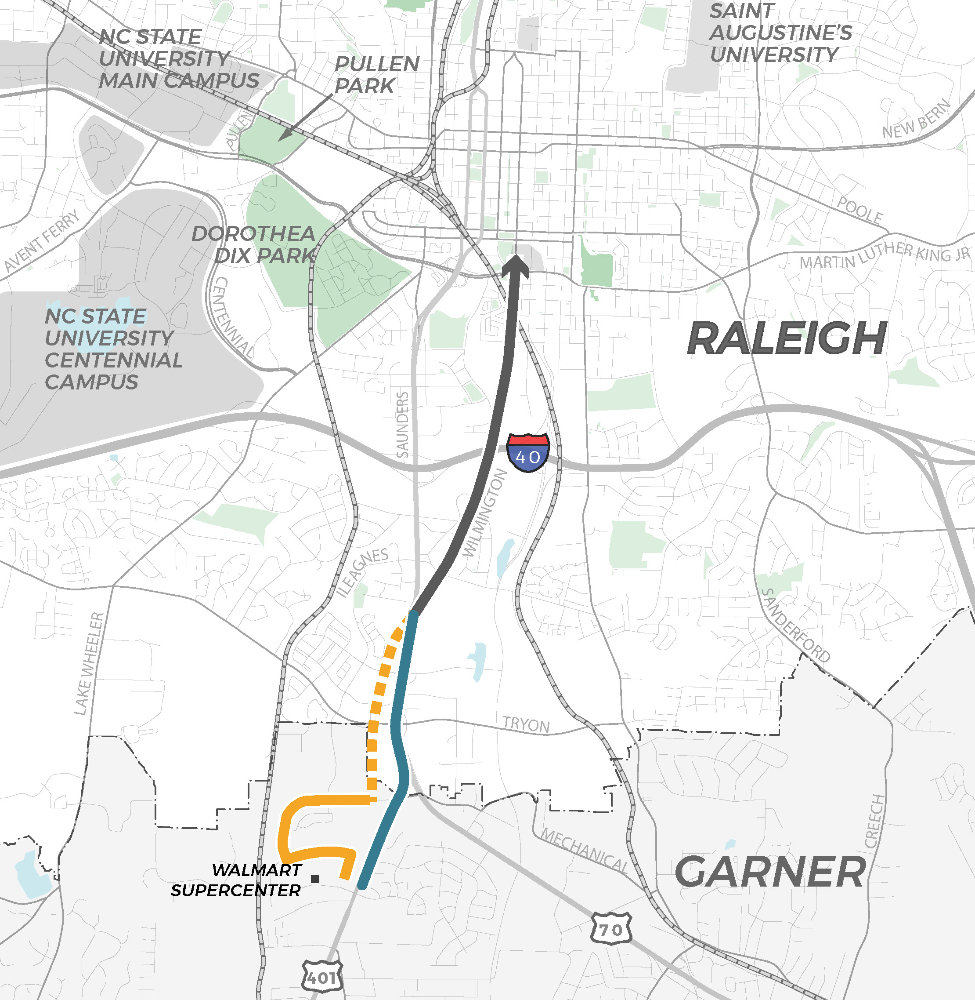 SAINT
AUGUSTINE'S
UNIVERSITY
NC STATE
UNIVERSITY
MAIN CAMPUS
PULLEN
PARK
PULLEN
NEW BERN
POOLE
MARTIN LUTHER KING JR
AVENT FERRY
DOROTHEA
DIX PARK
CENTENNIAL
NC STATE
UNIVERSITY
CENTENNIAL
CAMPUS
RALEIGH
SAUNDERS
40
WILMINGTON
ILEAGNES
LAKE WHEELER
SANDERFORD
TRYON
CREECH
MECHANICAL
GARNER
WALMART
SUPERCENTER
70
401